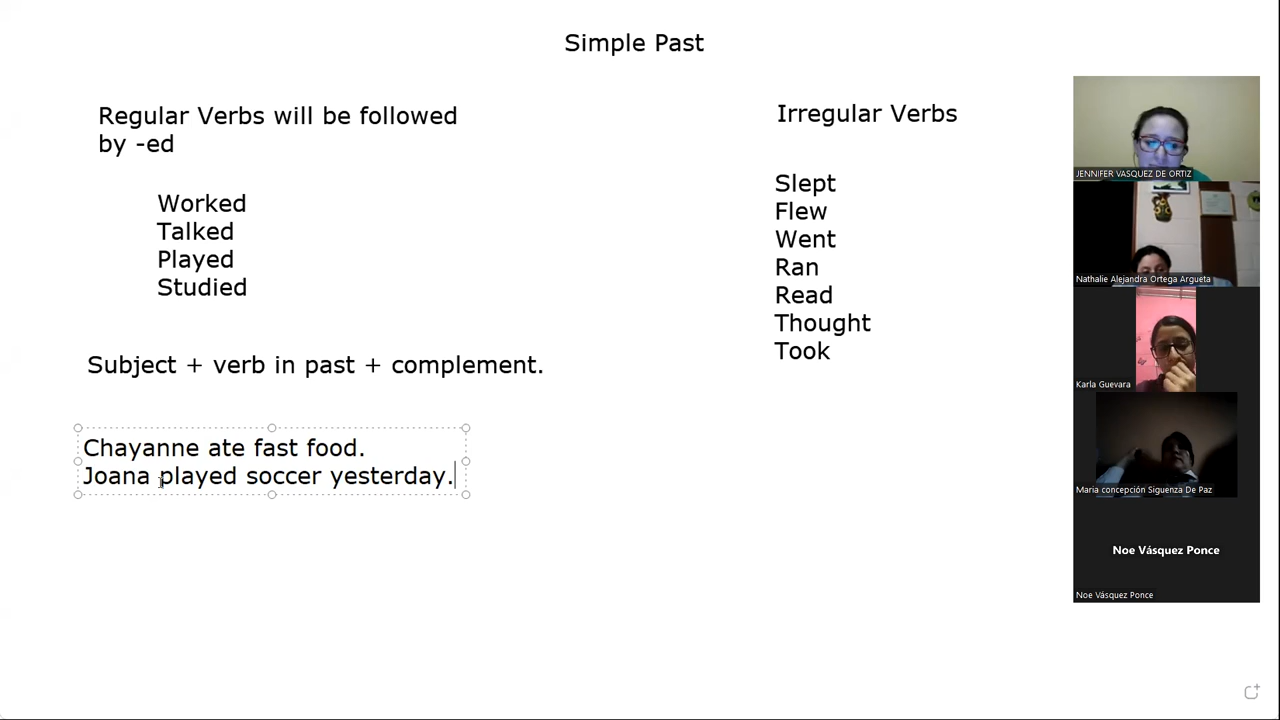 Simple Past
Regular Verbs will be followed
by -ed
Worked
Talked
Played
Studied
Subject + verb in past + complement.
Chayanne ate fast food.
Joana played soccer yesterday.
Irregular Verbs
Slept
Flew
Went
Ran
Read
Thought
Took
JENNIFER VASQUEZ DE ORTIZ
Nathalie Alejandra Ortega Argueta
Karla Guevara
Maria concepción Siguenza De Paz
Noe Vásquez Ponce
Noe Vásquez Ponce